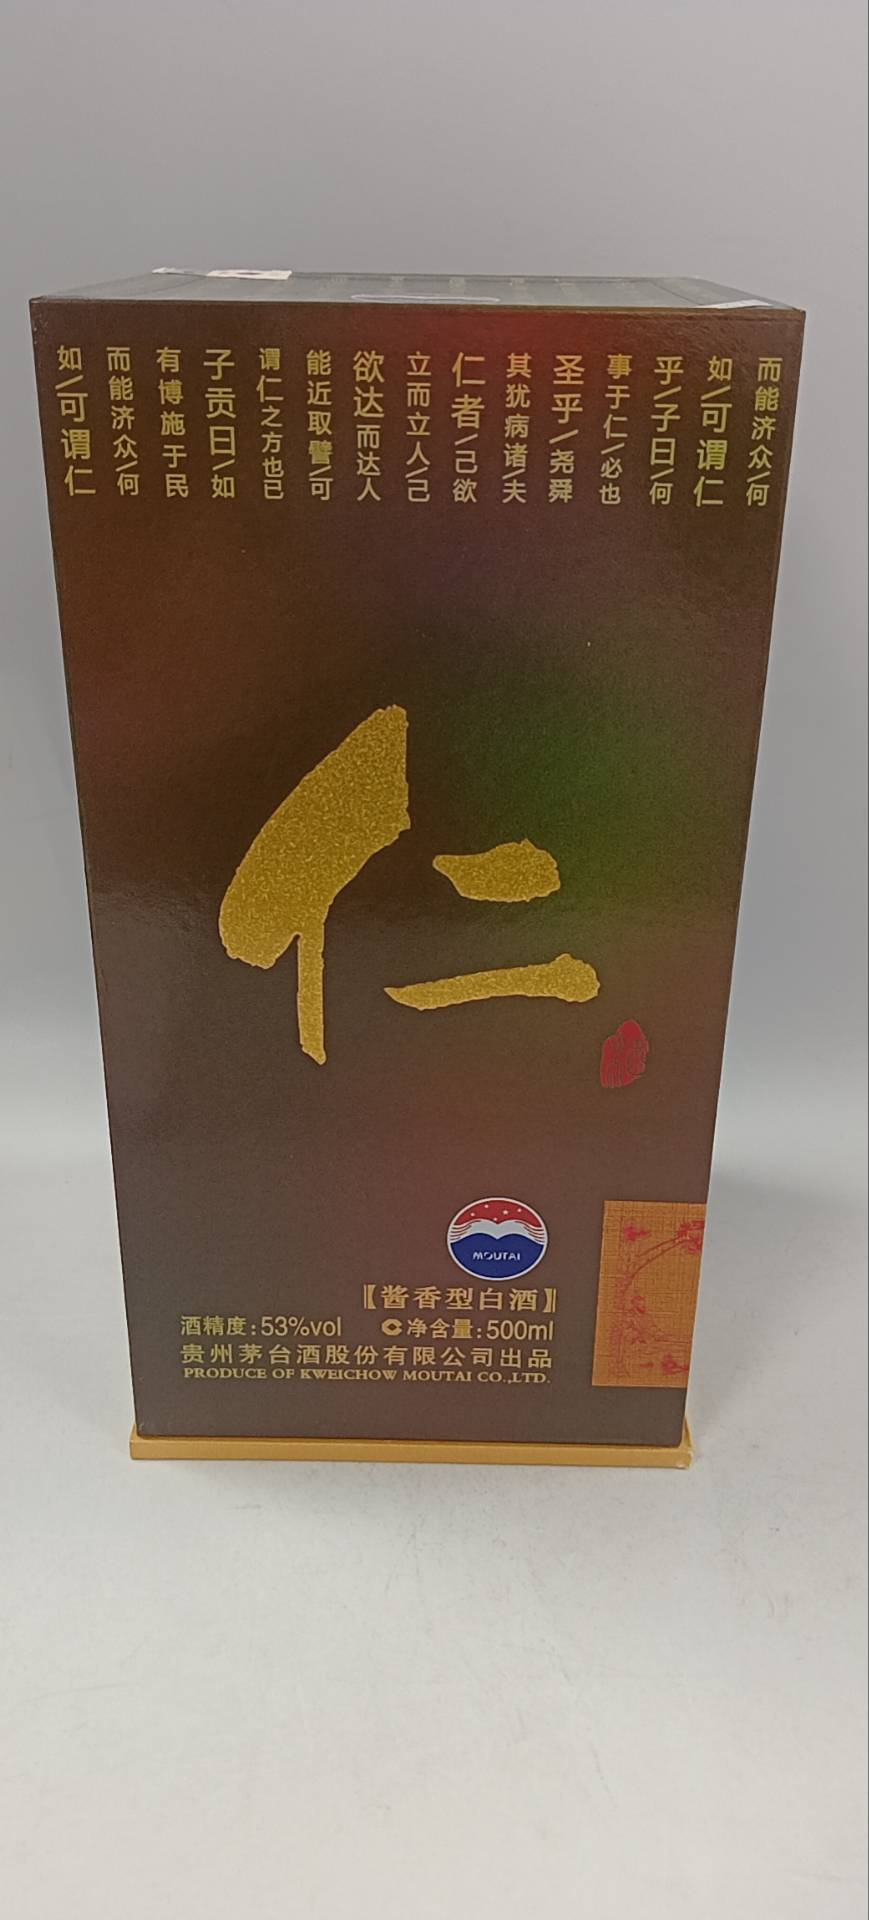 而能济众/何
如/可谓仁
乎/子曰/何
事于仁/必也
圣乎/尧舜
其犹病诸/夫
仁者/己欲
立而立人/己
欲达而达人
能近取譬/可
谓仁之方也已
子贡曰/如
有博施于民
而能济众/何
如/可谓仁
仁
MOUTAI
【酱香型白酒】
酒精度:53%vol 净含量:500ml
贵州茅台酒股份有限公司出品
PRODUCE OF KWEICHOW MOUTAI CO.,LTD.